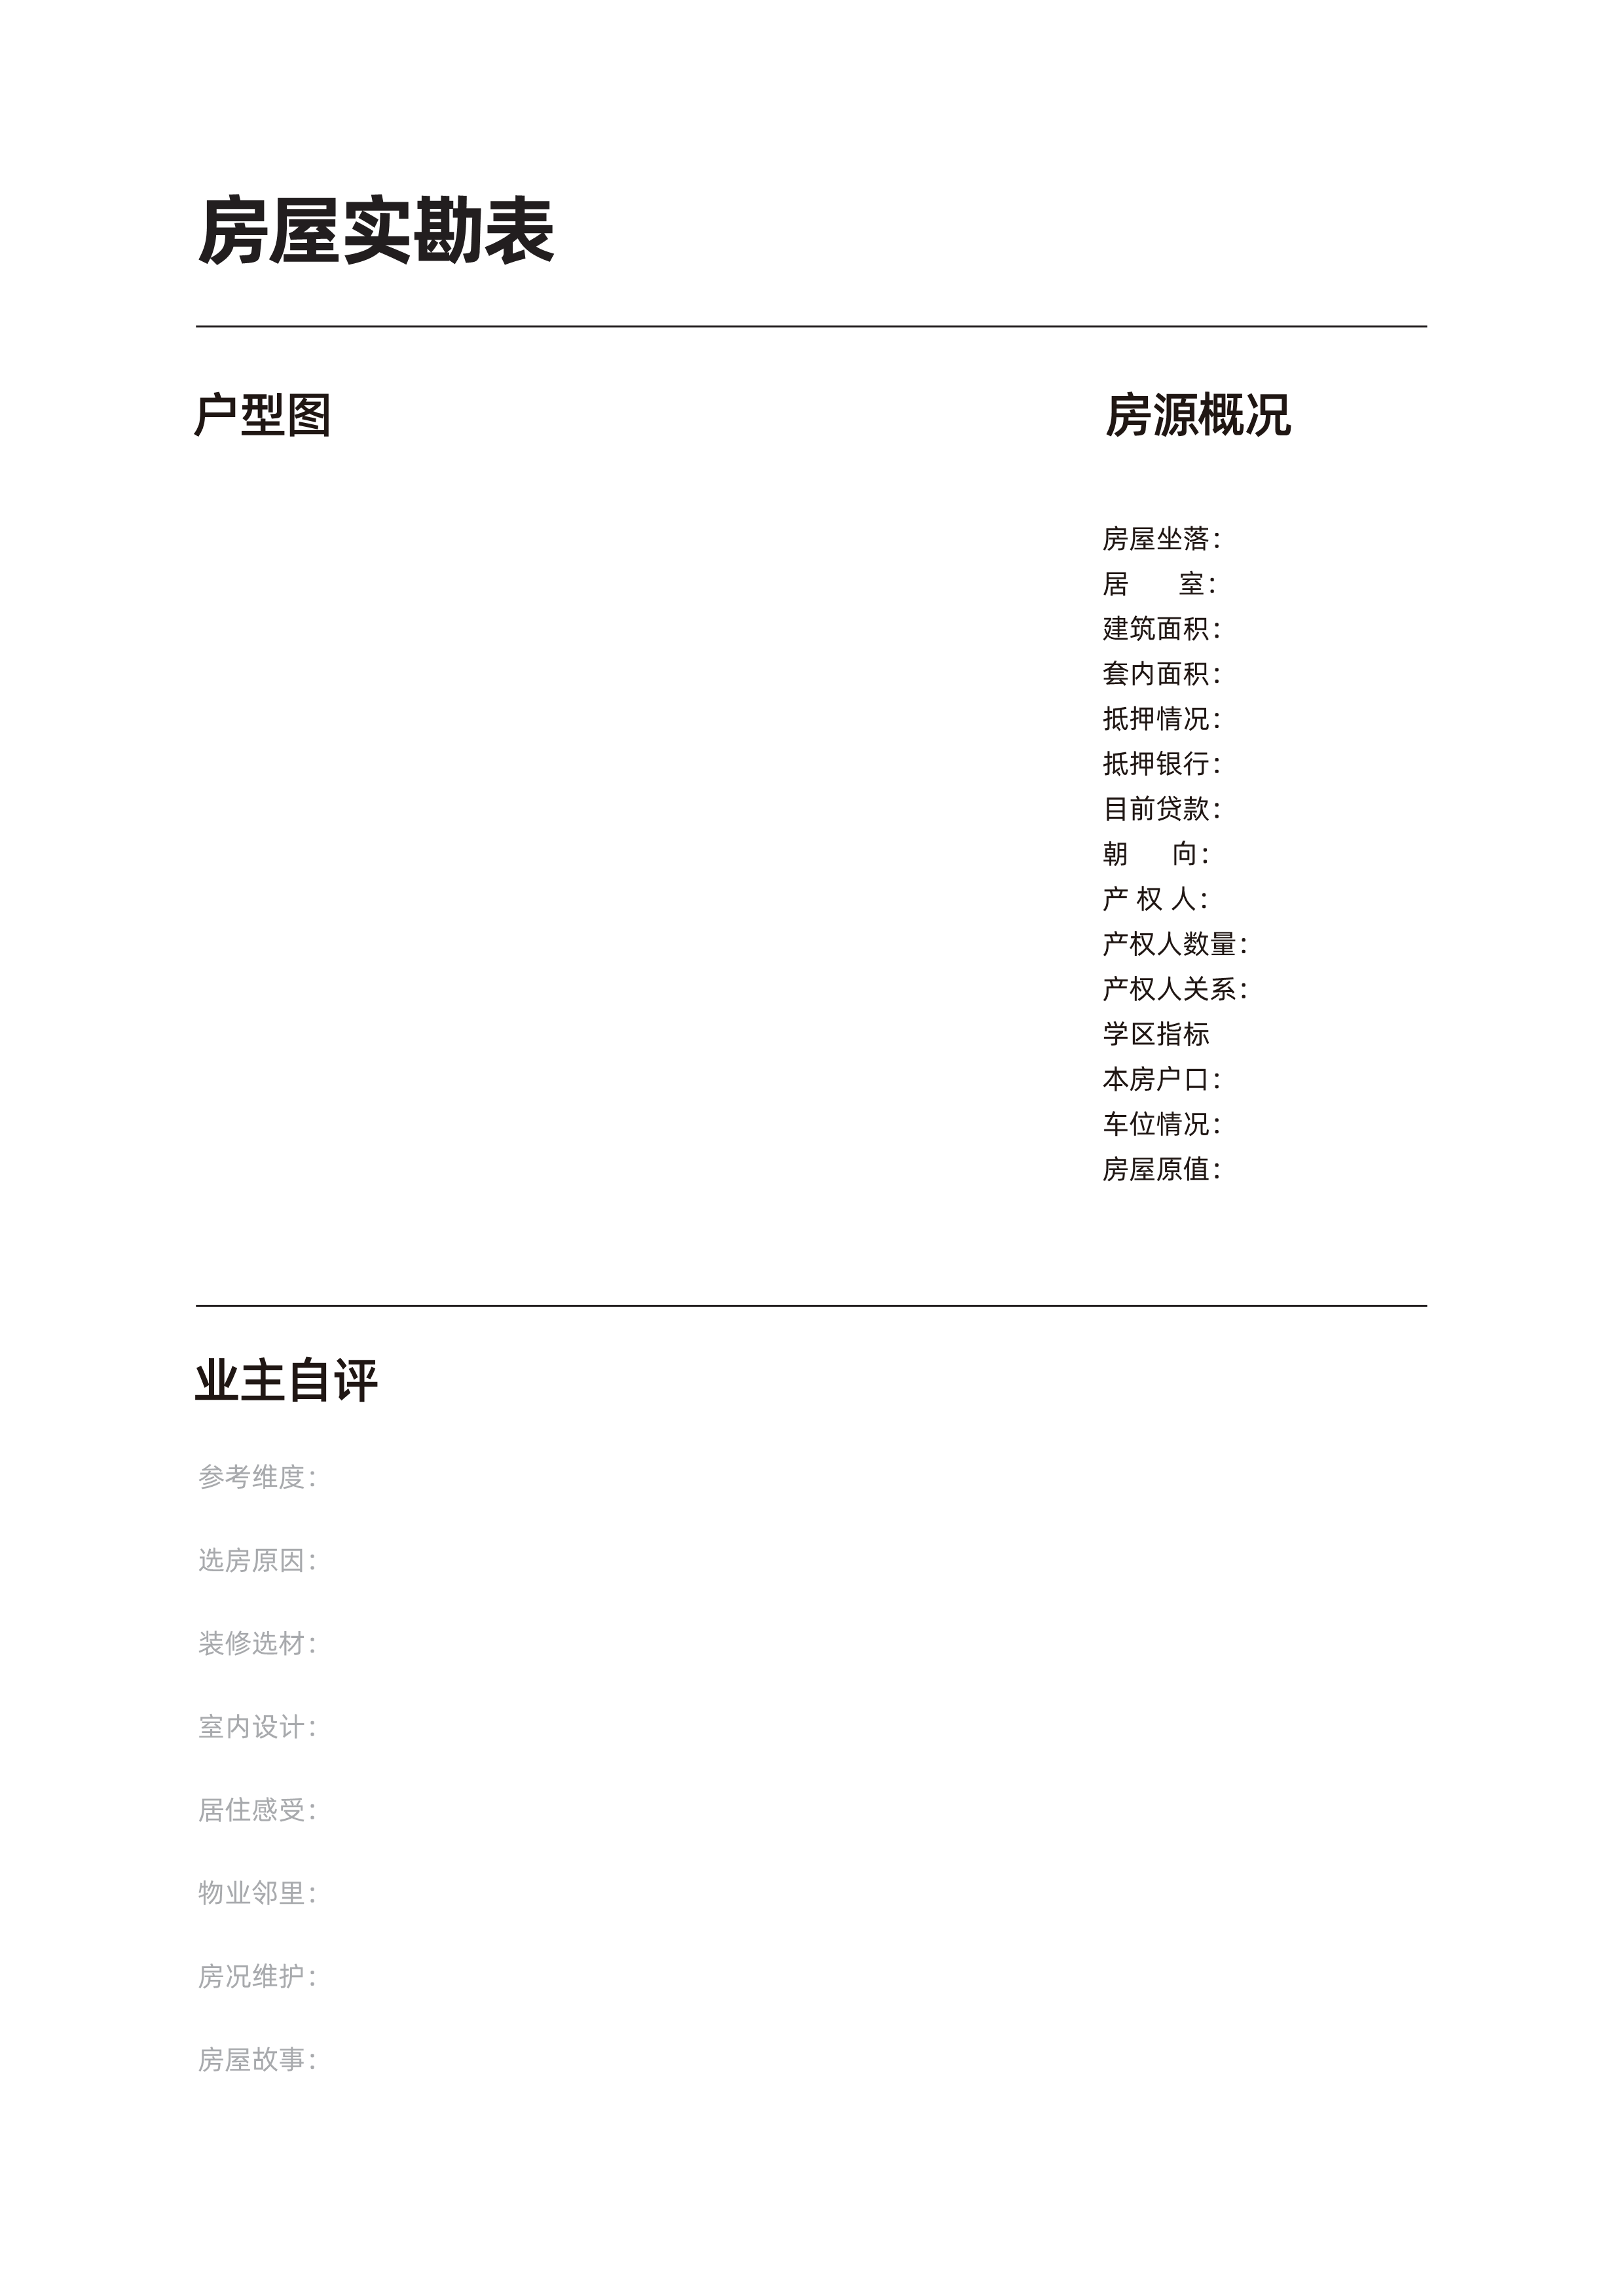 房屋实勘表
户型图
房源概况
房屋坐落：
居　　室：
建筑面积：
套内面积：
抵押情况：
抵押银行：
目前贷款：
朝　　向：
产 权 人：
产权人数量：
产权人关系：
学区指标
本房户口：
车位情况：
房屋原值：
业主自评
参考维度：
选房原因：
装修选材：
室内设计：
居住感受：
物业邻里：
房况维护：
房屋故事：